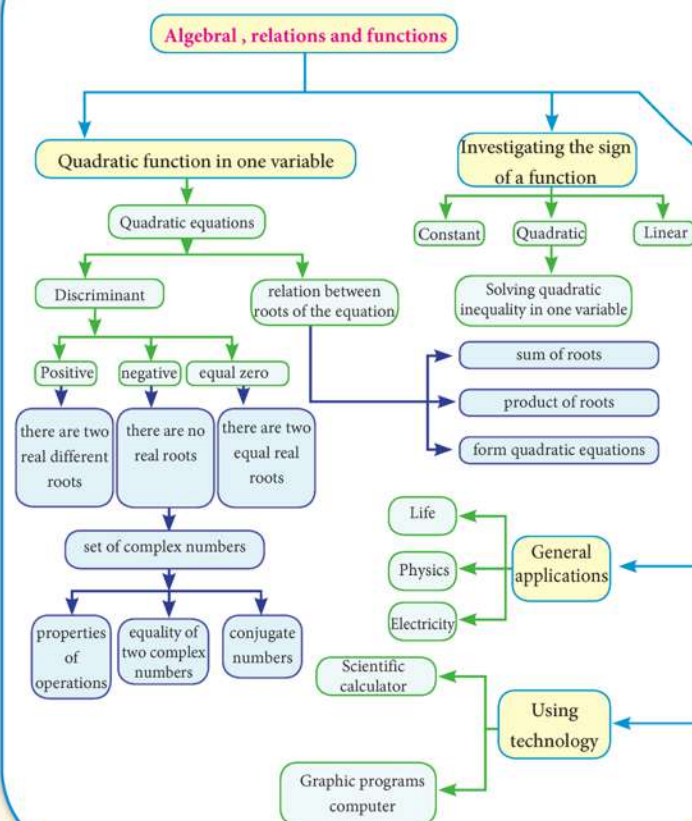 Algebral , relations and functions
Quadratic function in one variable
Quadratic equations
Discriminant
relation between
roots of the equation
Positive
negative
equal zero
there are two
real different
roots
there are no
real roots
there are two
equal real
roots
set of complex numbers
properties
of
operations
equality of
two complex
numbers
conjugate
numbers
Investigating the sign
of a function
Constant
Quadratic
Linear
Solving quadratic
inequality in one variable
sum of roots
product of roots
form quadratic equations
General
applications
Life
Physics
Electricity
Using
technology
Scientific
calculator
Graphic programs
computer